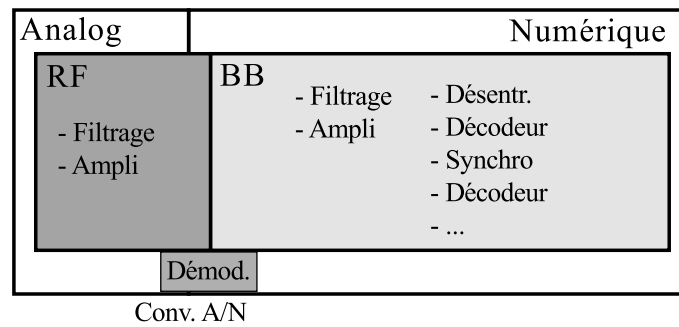 Analog
Numérique
RF
- Filtrage
- Ampli
BB
- Filtrage
- Ampli
- Désentr.
- Décodeur
- Synchro
- Décodeur
- ...
Démod.
Conv. A/N